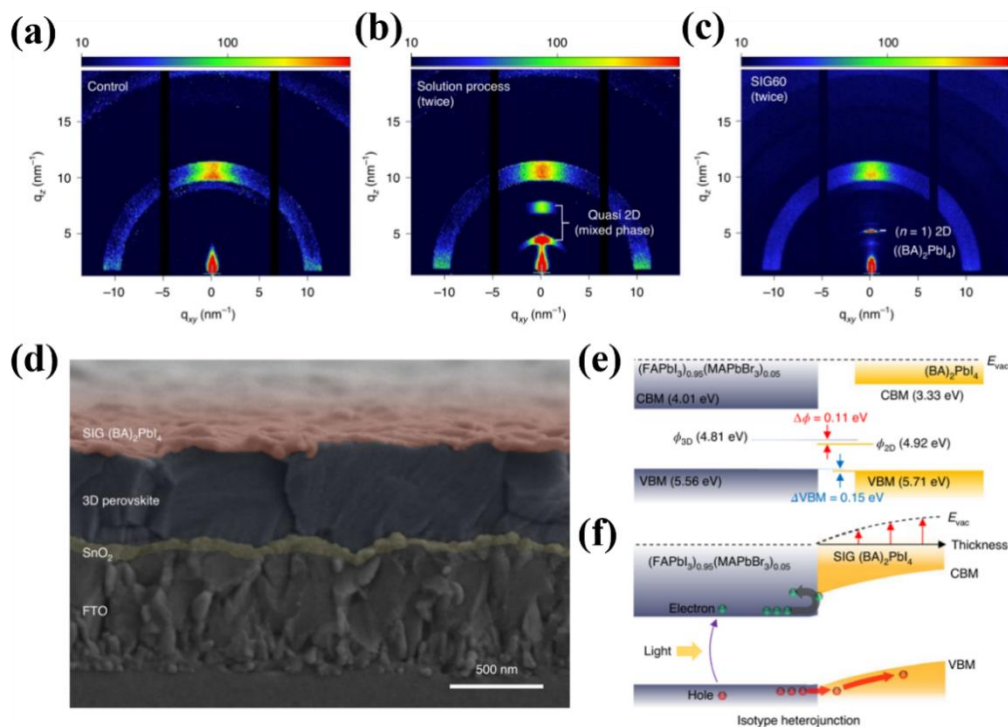 (a)
10
100
Control
15
10
5
q_z (nm⁻¹)
−10
−5
0
5
10
q_xy (nm⁻¹)
(b)
10
100
Solution process
(twice)
15
10
5
q_z (nm⁻¹)
Quasi 2D
(mixed phase)
−10
−5
0
5
10
q_xy (nm⁻¹)
(c)
10
100
SIG60
(twice)
15
10
5
q_z (nm⁻¹)
(n = 1) 2D
((BA)₂PbI₄)
−10
−5
0
5
10
q_xy (nm⁻¹)
(d)
SIG (BA)₂PbI₄
3D perovskite
SnO₂
FTO
500 nm
(e)
E_vac
(FAPbI₃)₀.₉₅(MAPbBr₃)₀.₀₅
(BA)₂PbI₄
CBM (4.01 eV)
CBM (3.33 eV)
Δϕ = 0.11 eV
ϕ_3D (4.81 eV)
ϕ_2D (4.92 eV)
VBM (5.56 eV)
VBM (5.71 eV)
ΔVBM = 0.15 eV
(f)
E_vac
Thickness
(FAPbI₃)₀.₉₅(MAPbBr₃)₀.₀₅
SIG (BA)₂PbI₄
CBM
Electron
Light
VBM
Hole
Isotype heterojunction